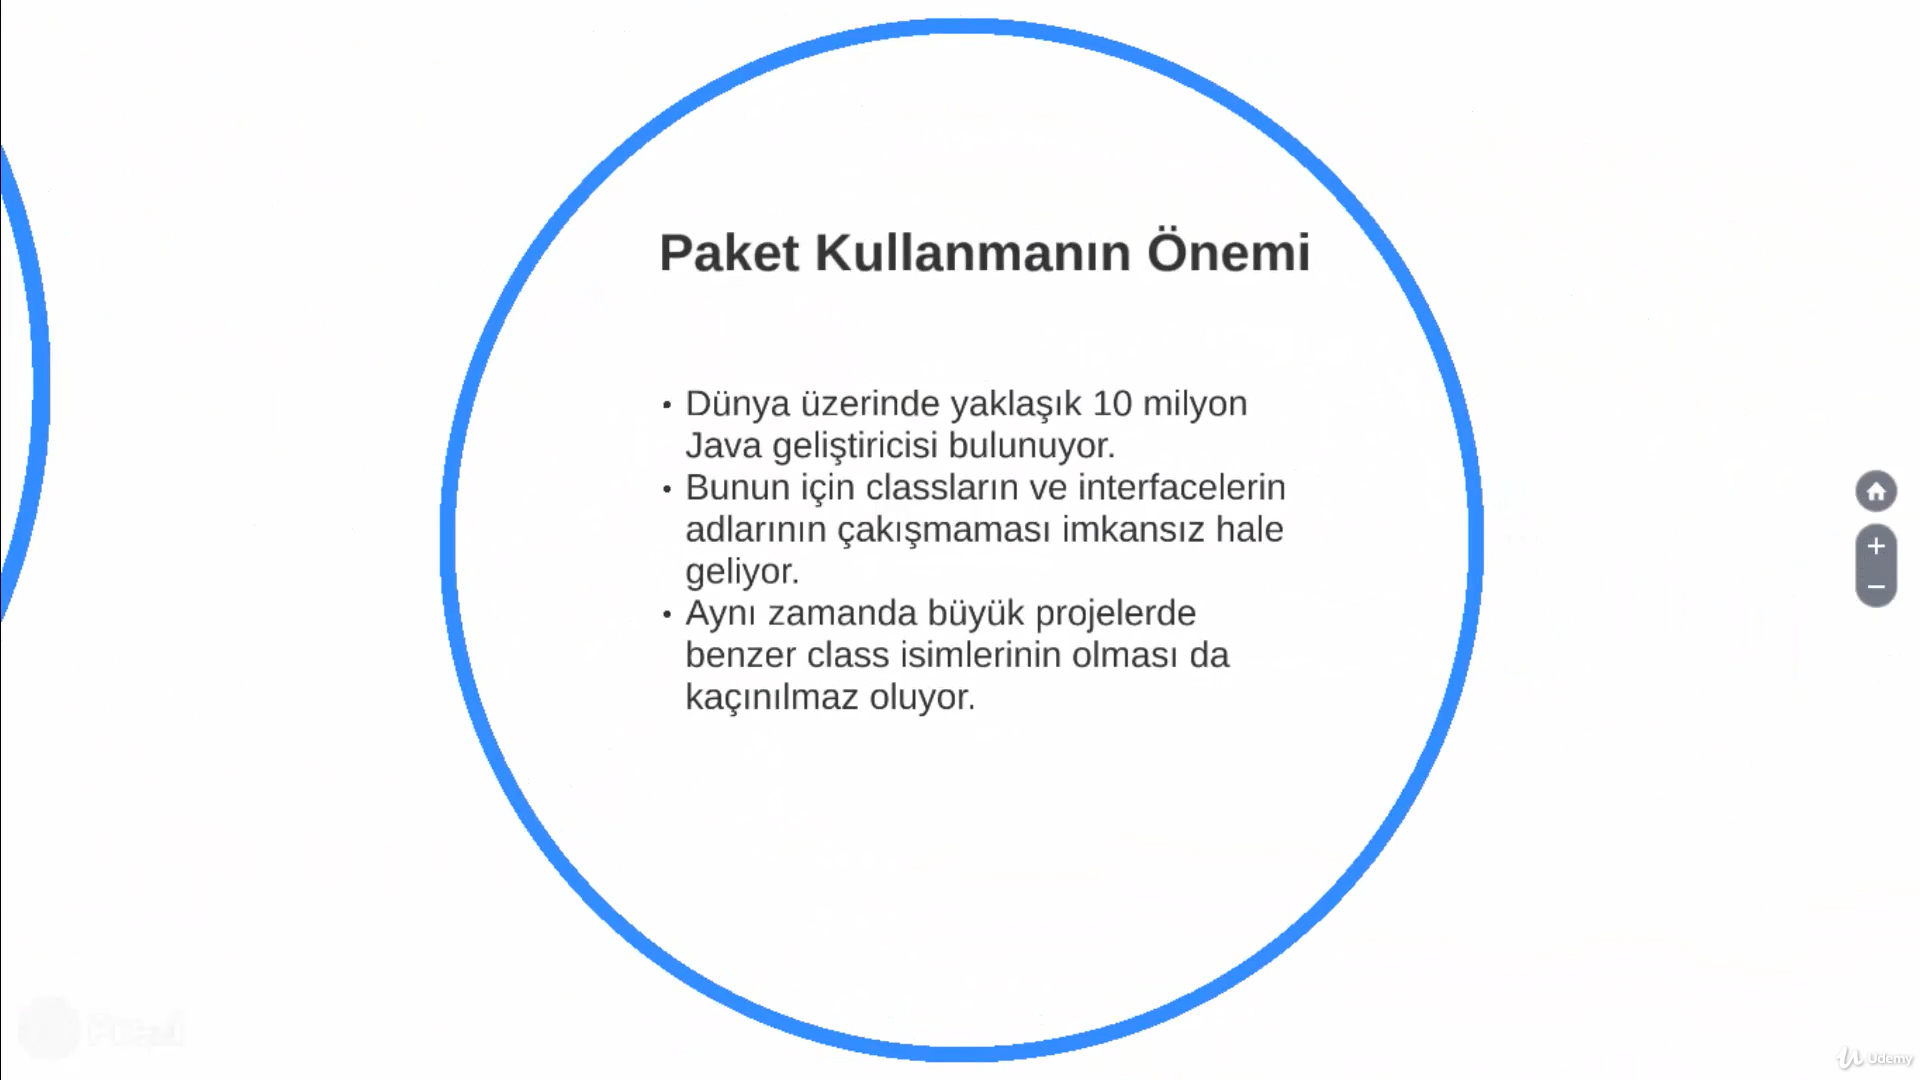 Paket Kullanmanın Önemi
• Dünya üzerinde yaklaşık 10 milyon
Java geliştiricisi bulunuyor.
• Bunun için classların ve interfacelerin
adlarının çakışmaması imkansız hale
geliyor.
• Aynı zamanda büyük projelerde
benzer class isimlerinin olması da
kaçınılmaz oluyor.
Udemy